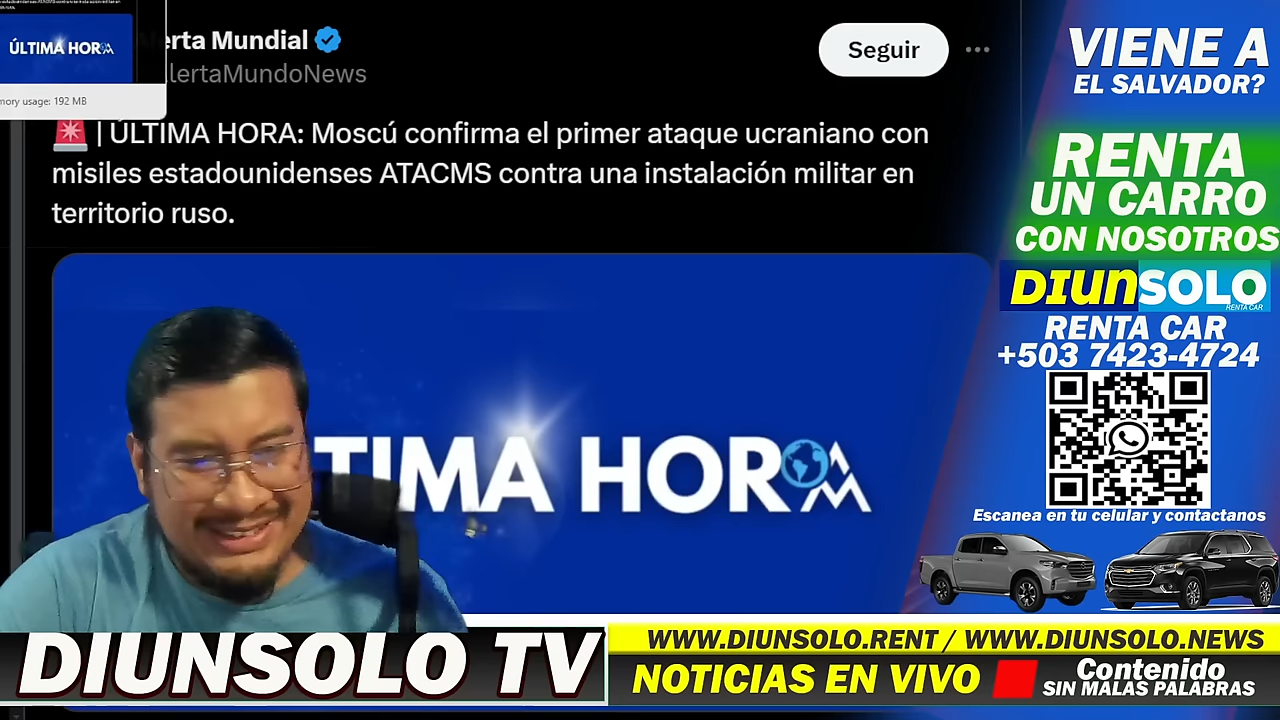 ÚLTIMA HORA
mory usage: 192 MB
lerta Mundial
lertaMundoNews
Seguir
| ÚLTIMA HORA: Moscú confirma el primer ataque ucraniano con
misiles estadounidenses ATACMS contra una instalación militar en
territorio ruso.
TIMA HORA
VIENE A
EL SALVADOR?
RENTA
UN CARRO
CON NOSOTROS
DIUNSOLO
RENTA CAR
RENTA CAR
+503 7423-4724
Escanea en tu celular y contactanos
DIUNSOLO TV
WWW.DIUNSOLO.RENT / WWW.DIUNSOLO.NEWS
NOTICIAS EN VIVO
Contenido
SIN MALAS PALABRAS